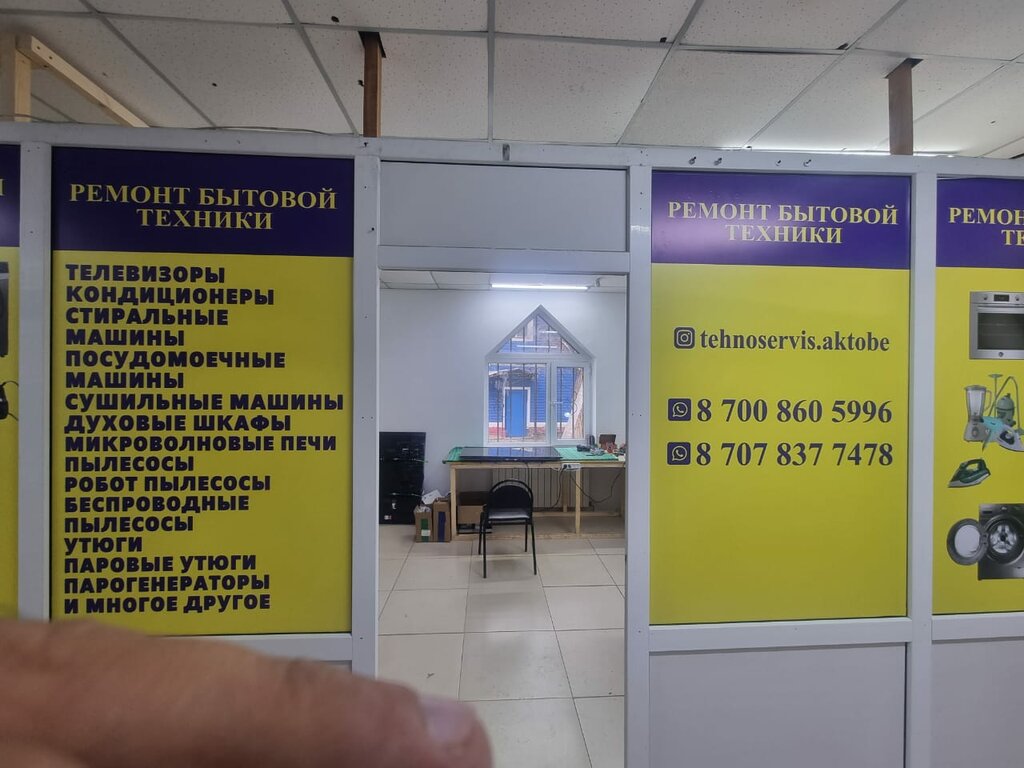 РЕМОНТ БЫТОВОЙ
ТЕХНИКИ
ТЕЛЕВИЗОРЫ
КОНДИЦИОНЕРЫ
СТИРАЛЬНЫЕ
МАШИНЫ
ПОСУДОМОЕЧНЫЕ
МАШИНЫ
СУШИЛЬНЫЕ МАШИНЫ
ДУХОВЫЕ ШКАФЫ
МИКРОВОЛНОВЫЕ ПЕЧИ
ПЫЛЕСОСЫ
РОБОТ ПЫЛЕСОСЫ
БЕСПРОВОДНЫЕ
ПЫЛЕСОСЫ
УТЮГИ
ПАРОВЫЕ УТЮГИ
ПАРОГЕНЕРАТОРЫ
И МНОГОЕ ДРУГОЕ
РЕМОНТ БЫТОВОЙ
ТЕХНИКИ
tehnoservis.aktobe
8 700 860 5996
8 707 837 7478
РЕМОН
ТЕ